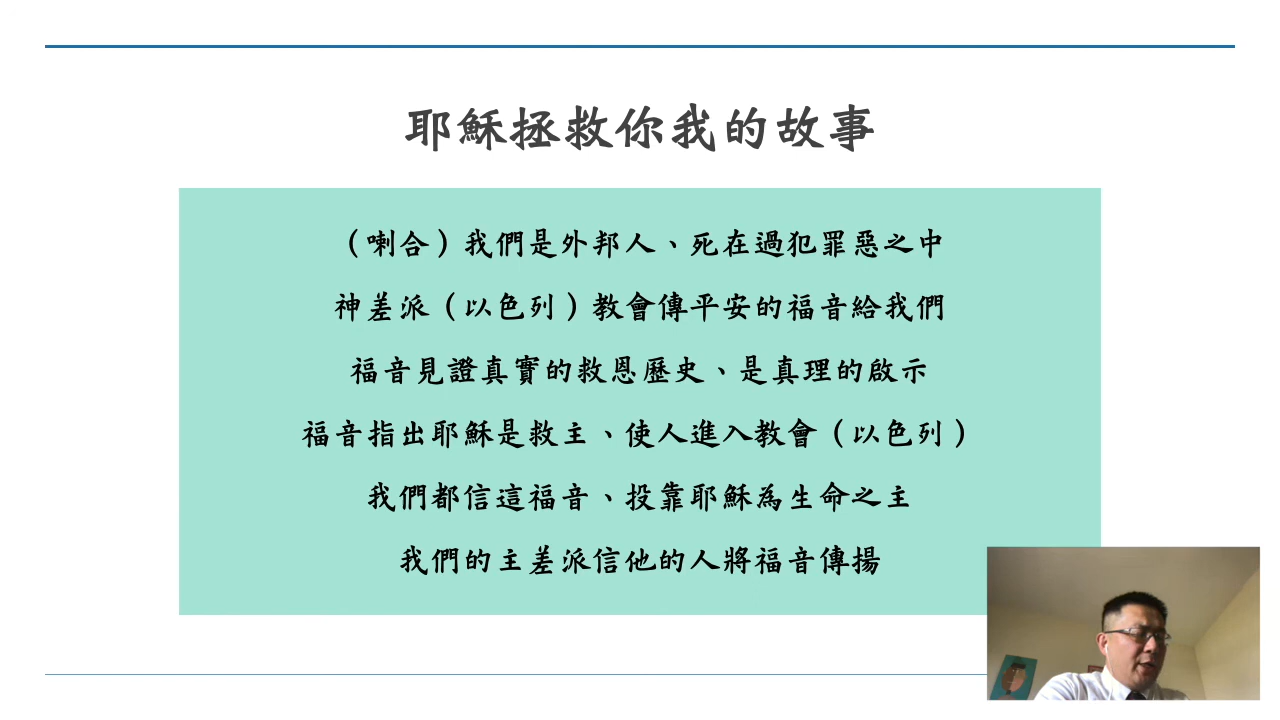 耶穌拯救你我的故事
（喇合）我們是外邦人、死在過犯罪惡之中
神差派（以色列）教會傳平安的福音給我們
福音見證真實的救恩歷史、是真理的啟示
福音指出耶穌是救主、使人進入教會（以色列）
我們都信這福音、投靠耶穌為生命之主
我們的主差派信他的人將福音傳揚